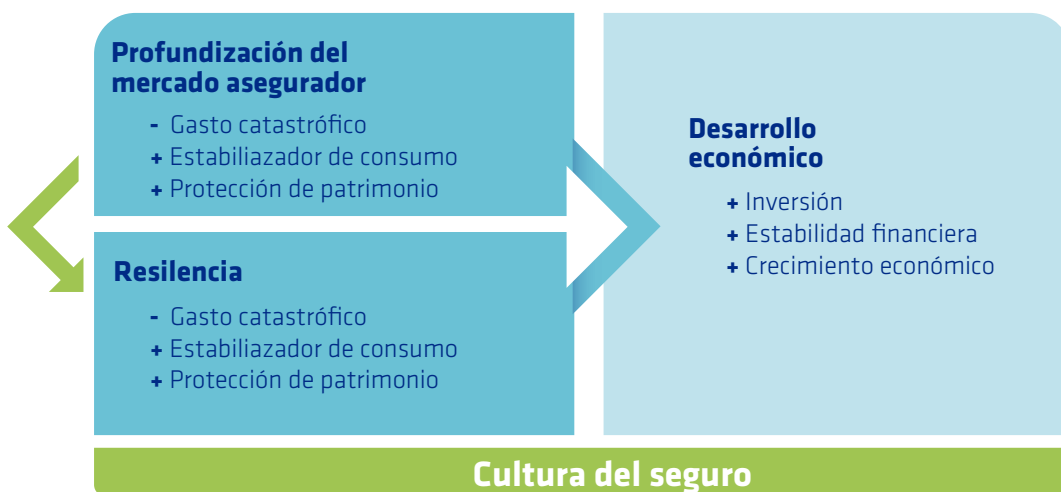 Profundización del
mercado asegurador
- Gasto catastrófico
+ Estabiliazador de consumo
+ Protección de patrimonio
Resilencia
- Gasto catastrófico
+ Estabiliazador de consumo
+ Protección de patrimonio
Desarrollo
económico
+ Inversión
+ Estabilidad financiera
+ Crecimiento económico
Cultura del seguro